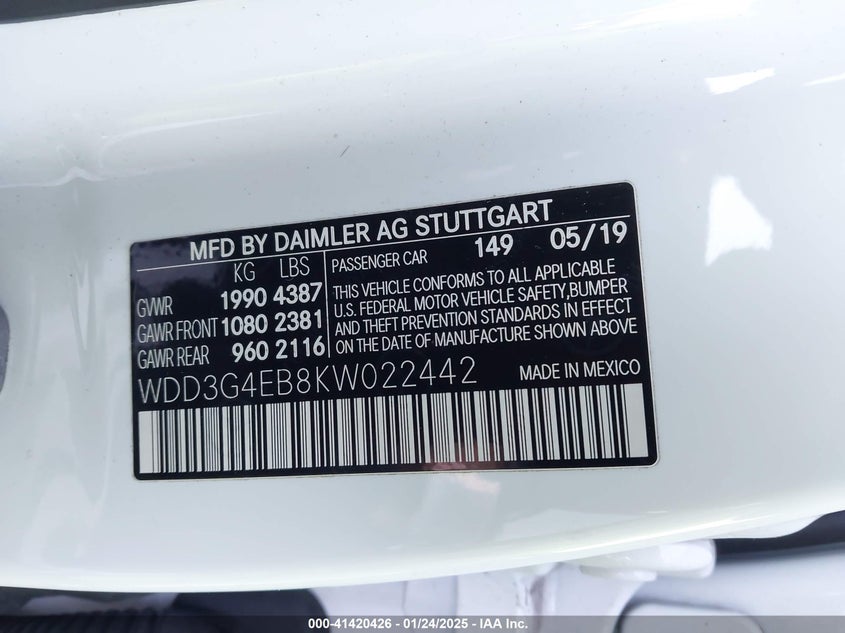 MFD BY DAIMLER AG STUTTGART
KG LBS
GVWR 1990 4387
GAWR FRONT 1080 2381
GAWR REAR 960 2116
PASSENGER CAR 149 05/19
THIS VEHICLE CONFORMS TO ALL APPLICABLE
U.S. FEDERAL MOTOR VEHICLE SAFETY,BUMPER
AND THEFT PREVENTION STANDARDS IN EFFECT
ON THE DATE OF MANUFACTURE SHOWN ABOVE
WDD3G4EB8KW022442 MADE IN MEXICO
000-41420426 - 01/24/2025 - IAA Inc.